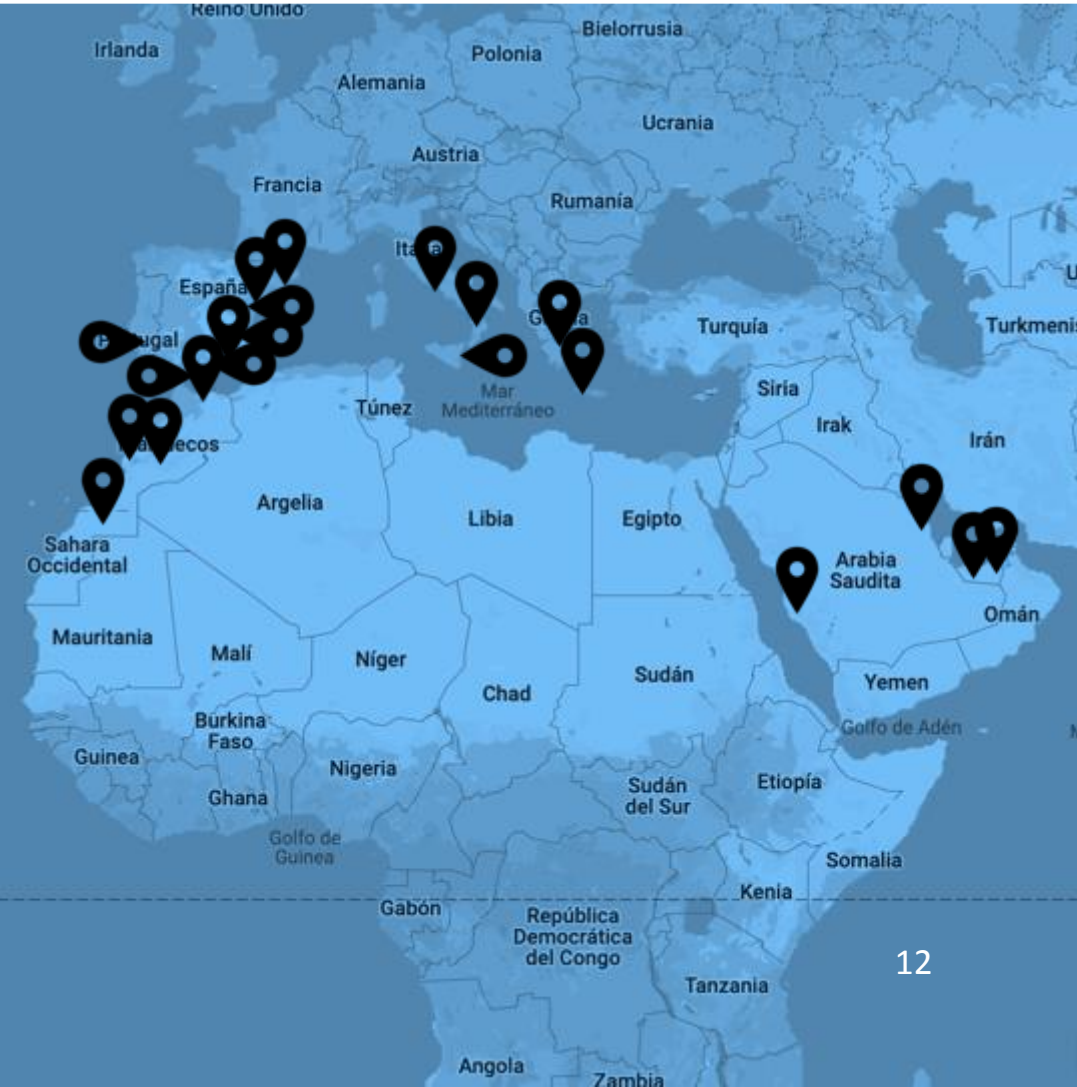 Reino Unido
Bielorrusia
Irlanda
Polonia
Alemania
Ucrania
Austria
Francia
Rumanía
España
Turquía
Turkmenis
Siria
Mar
Mediterráneo
Túnez
Irak
Irán
Argelia
Libia
Egipto
Sahara
Occidental
Arabia
Saudita
Omán
Mauritania
Malí
Níger
Chad
Sudán
Yemen
Burkina
Faso
Golfo de Adén
Guinea
Nigeria
Ghana
Sudán
del Sur
Etiopía
Golfo de
Guinea
Somalia
Kenia
Gabón
República
Democrática
del Congo
12
Tanzania
Angola
Zambia